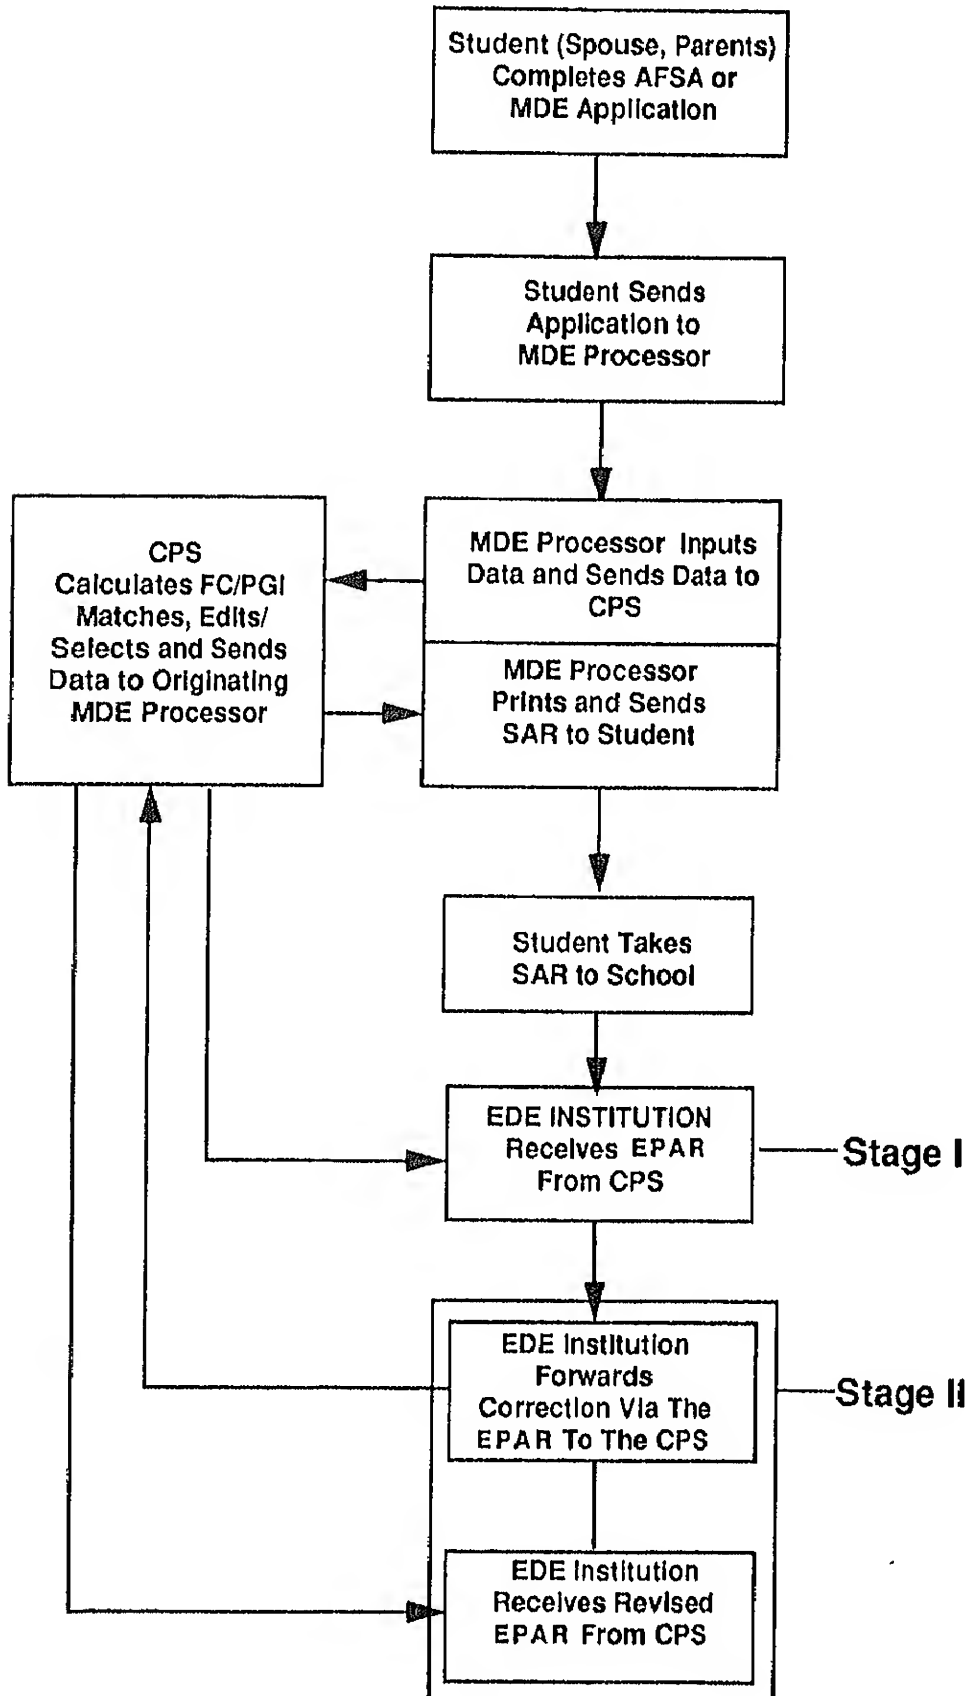 Student (Spouse, Parents)
Completes AFSA or
MDE Application
Student Sends
Application to
MDE Processor
MDE Processor Inputs
Data and Sends Data to
CPS
CPS
Calculates FC/PGI
Matches, Edits/
Selects and Sends
Data to Originating
MDE Processor
MDE Processor
Prints and Sends
SAR to Student
Student Takes
SAR to School
EDE INSTITUTION
Receives EPAR
From CPS
Stage I
EDE Institution
Forwards
Correction Via The
EPAR To The CPS
Stage II
EDE Institution
Receives Revised
EPAR From CPS